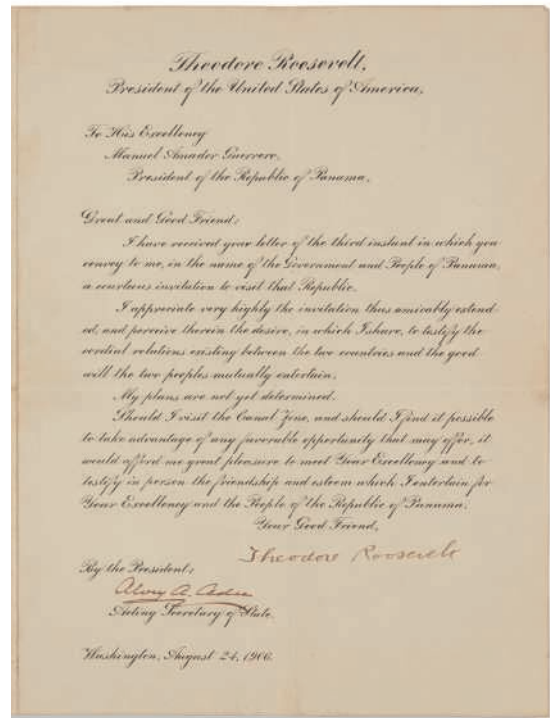 Theodore Roosevelt,
President of the United States of America,
To His Excellency
Manuel Amador Guerrero,
President of the Republic of Panama.
Great and Good Friend:
I have received your letter of the third instant in which you
convey to me, in the name of the Government and People of Panama,
a courteous invitation to visit that Republic.
I appreciate very highly the invitation thus amicably extend-
ed, and perceive therein the desire, in which I share, to testify the
cordial relations existing between the two countries and the good
will the two peoples mutually entertain.
My plans are not yet determined.
Should I visit the Canal Zone, and should I find it possible
to take advantage of any favorable opportunity that may offer, it
would afford me great pleasure to meet Your Excellency and to
testify in person the friendship and esteem which I entertain for
Your Excellency and the People of the Republic of Panama.
Your Good Friend,
Theodore Roosevelt
By the President:
Alvey A. Adee
Acting Secretary of State.
Washington, August 24, 1906.